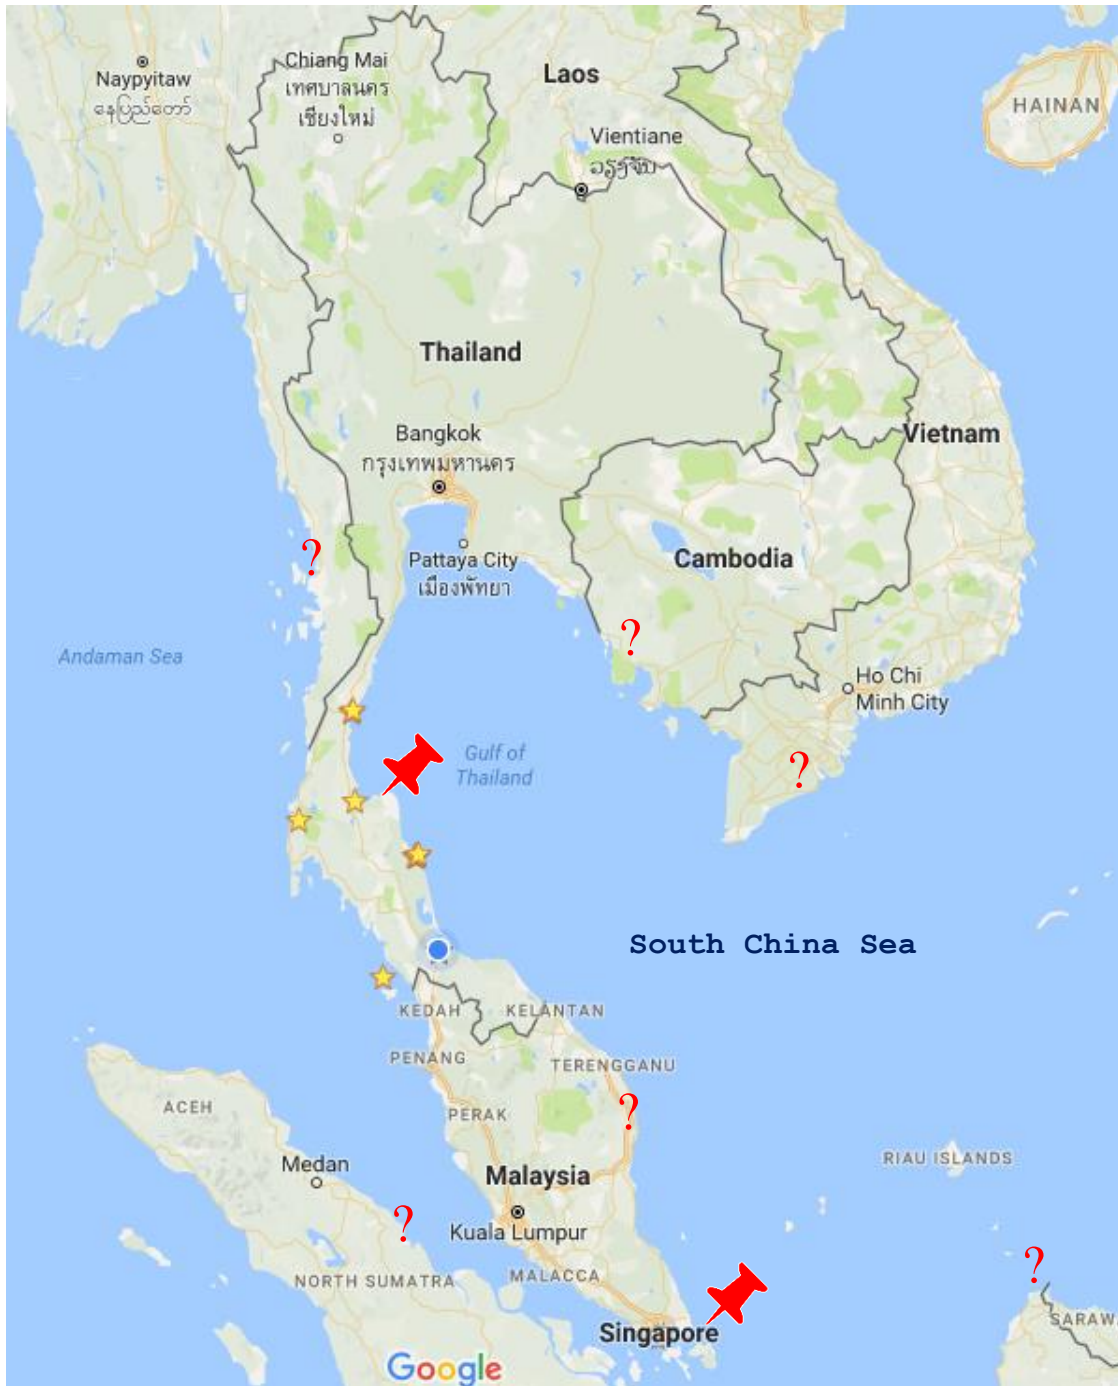 Naypyitaw
နေပြည်တော်
Chiang Mai
เทศบาลนคร
เชียงใหม่
Laos
Vientiane
ວຽງຈັນ
HAINAN
Thailand
Bangkok
กรุงเทพมหานคร
Vietnam
Pattaya City
เมืองพัทยา
Cambodia
?
?
Andaman Sea
Ho Chi
Minh City
Gulf of
Thailand
?
South China Sea
KEDAH
KELANTAN
PENANG
TERENGGANU
ACEH
PERAK
?
Medan
Malaysia
RIAU ISLANDS
?
Kuala Lumpur
?
NORTH SUMATRA
MALACCA
SARAW
Singapore
Google